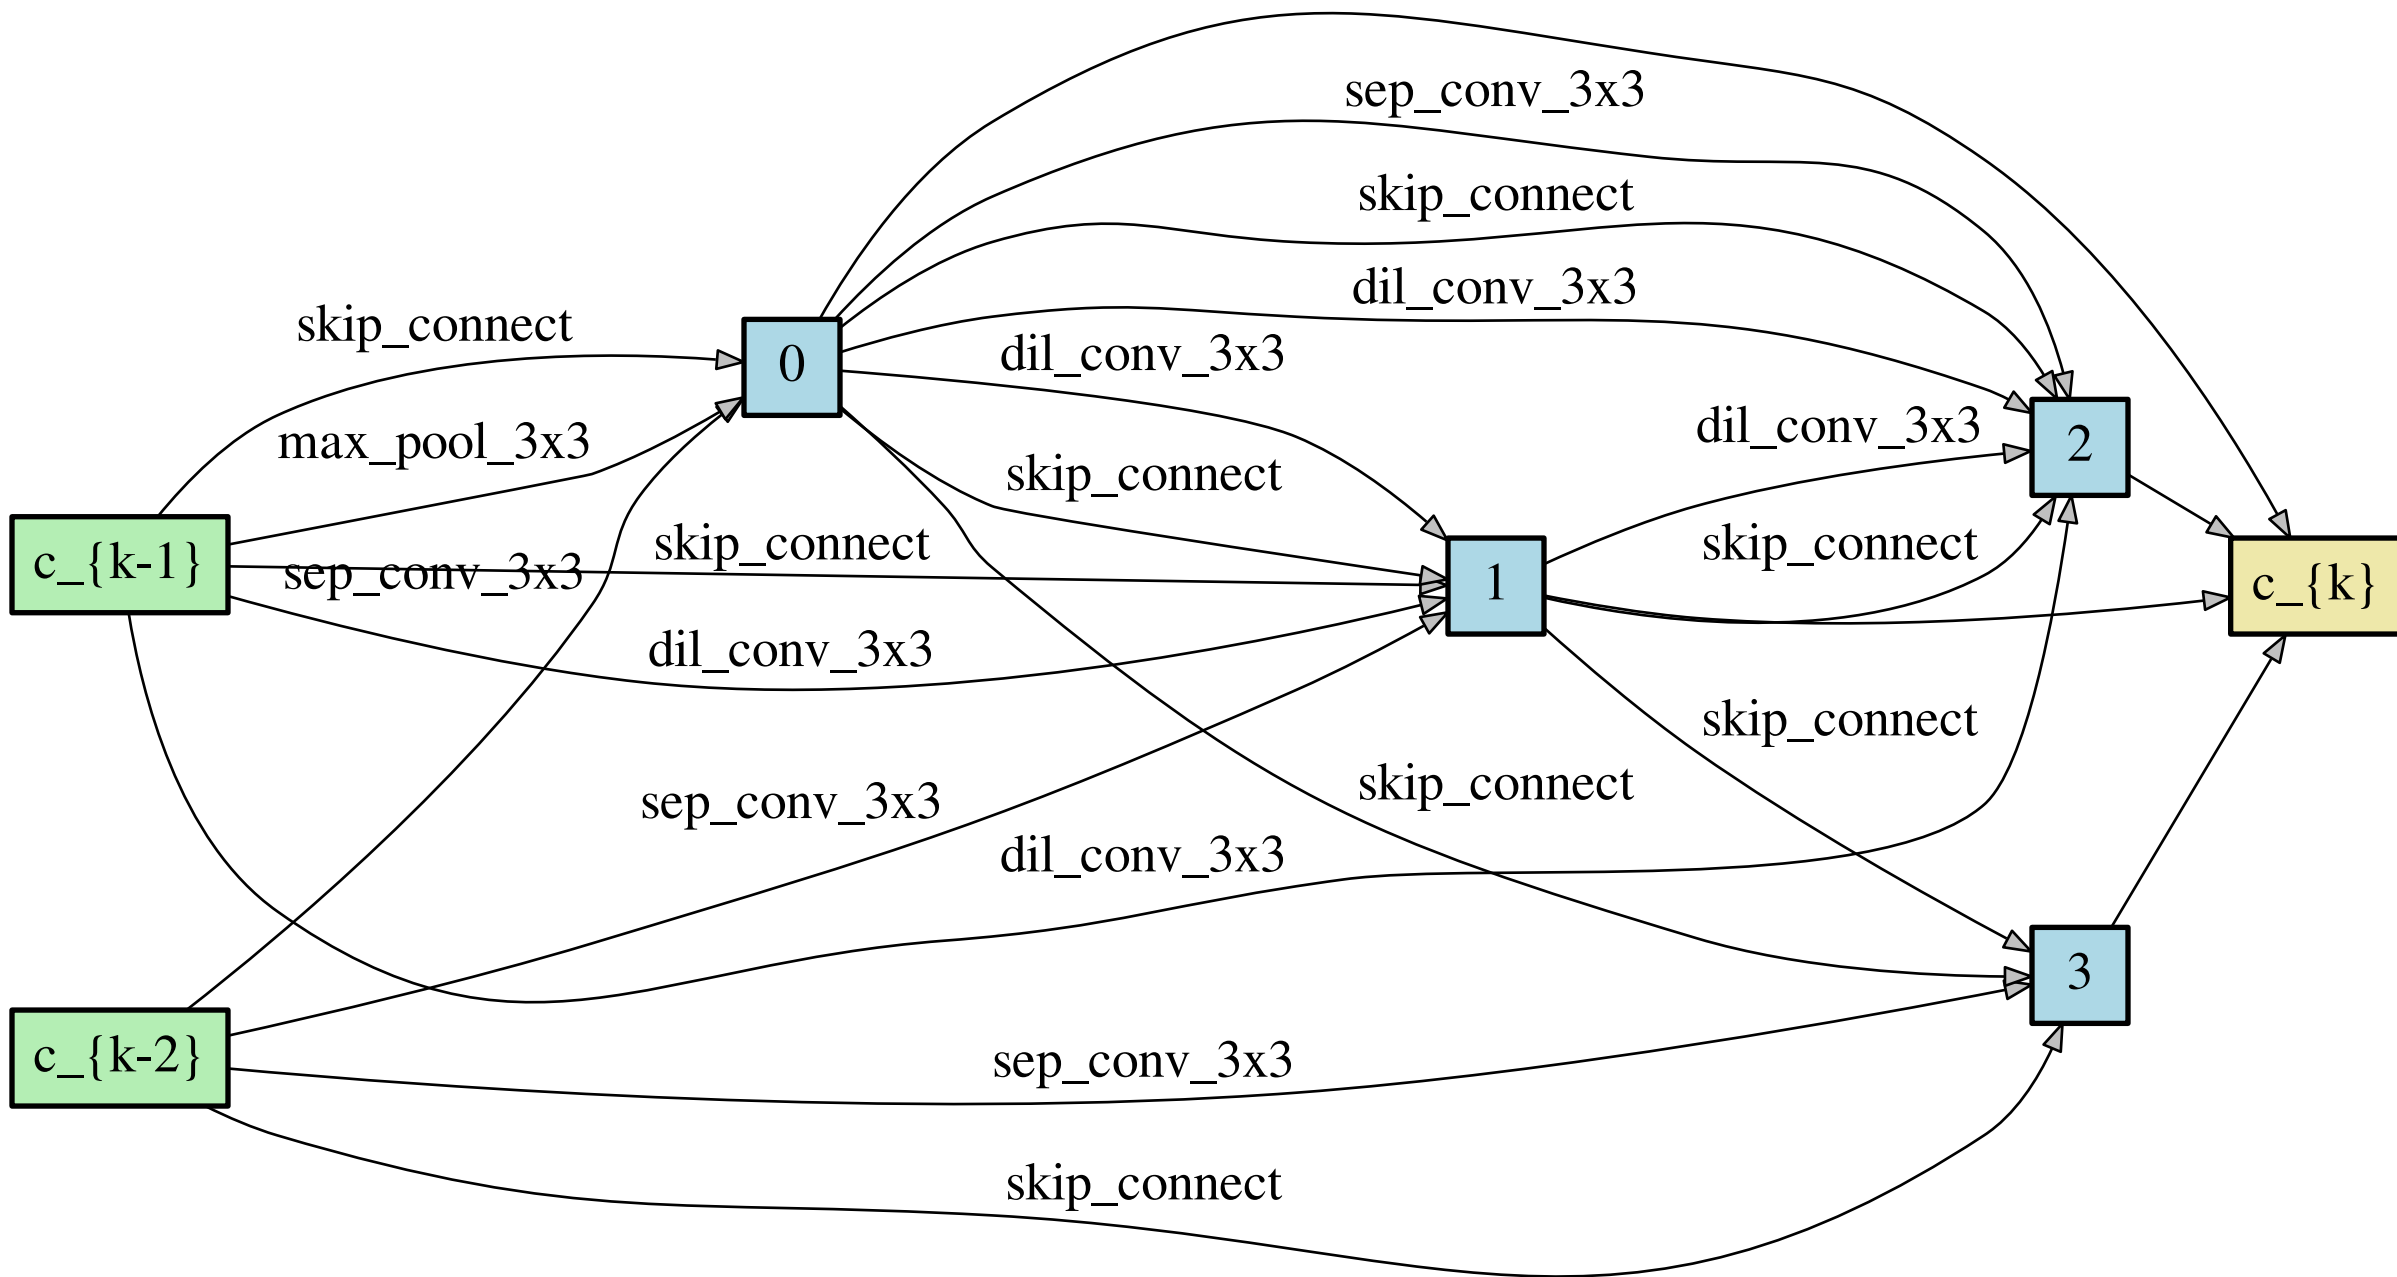 sep_conv_3x3
skip_connect
dil_conv_3x3
skip_connect
dil_conv_3x3
0
dil_conv_3x3
max_pool_3x3
2
skip_connect
skip_connect
skip_connect
c_{k-1}
sep_conv_3x3
1
c_{k}
dil_conv_3x3
skip_connect
skip_connect
sep_conv_3x3
dil_conv_3x3
3
c_{k-2}
sep_conv_3x3
skip_connect